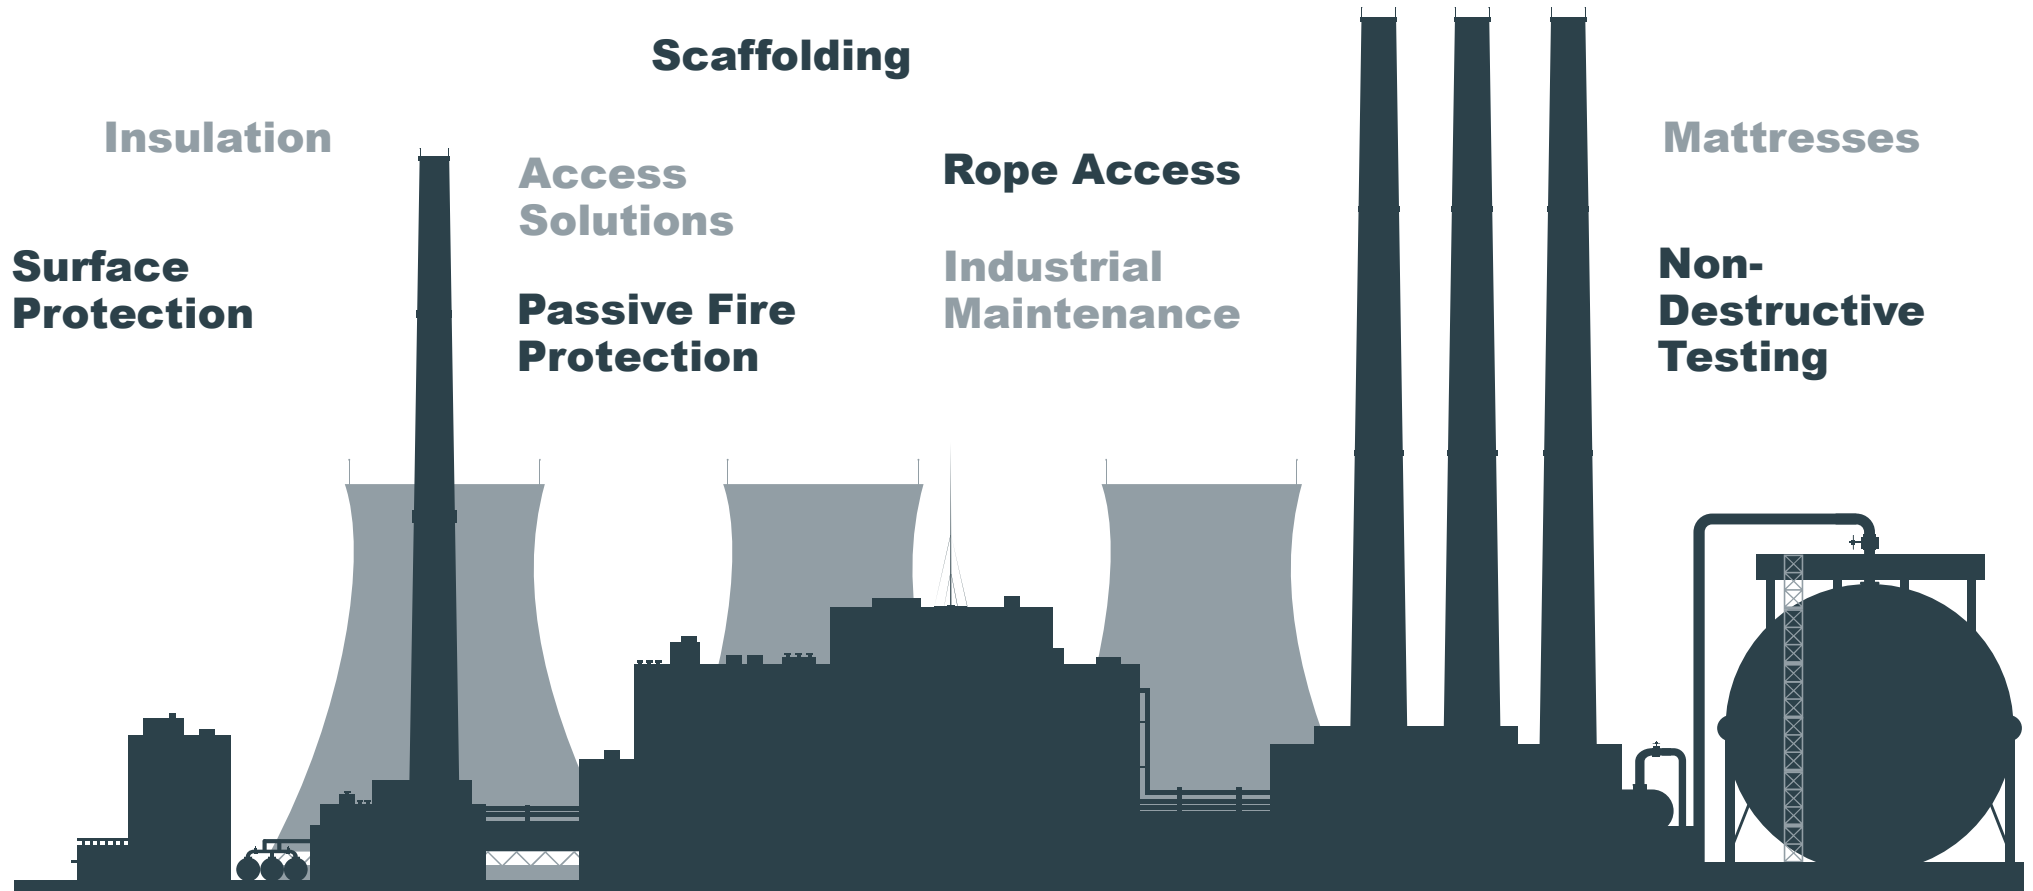 Scaffolding
Insulation
Mattresses
Access
Solutions
Rope Access
Surface
Protection
Industrial
Maintenance
Non-
Destructive
Testing
Passive Fire
Protection